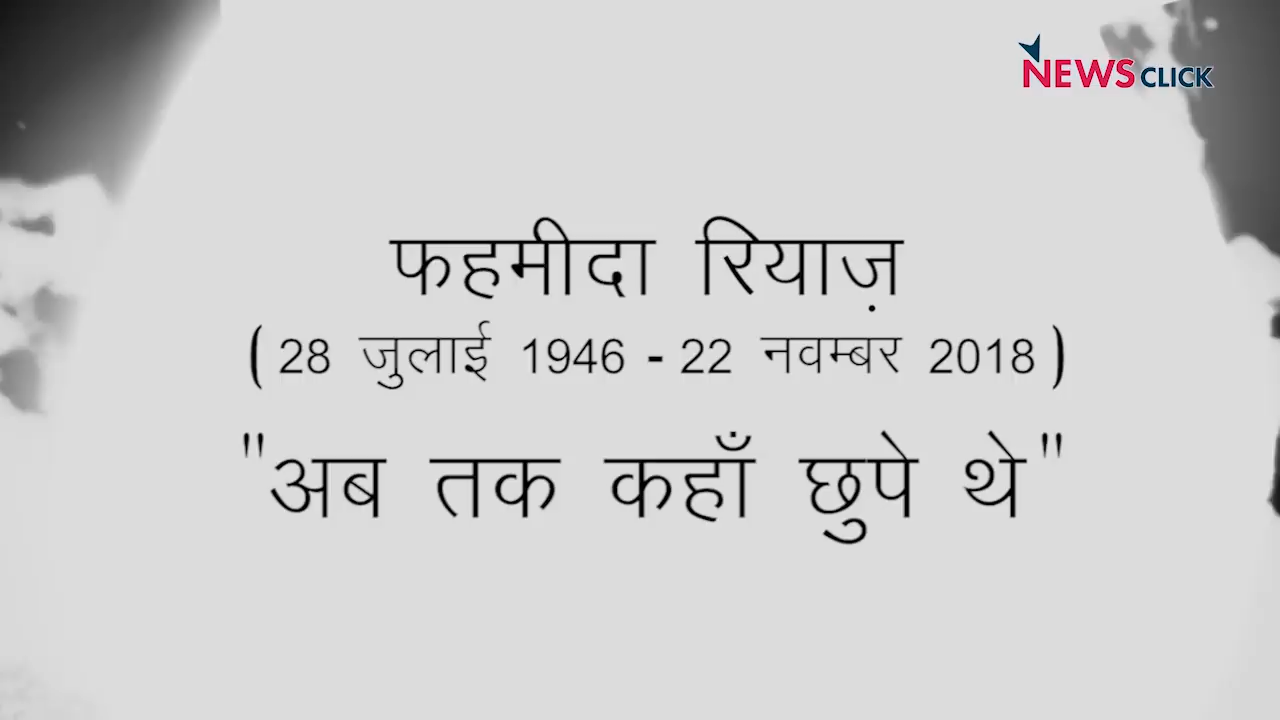 NEWSCLICK
फहमीदा रियाज़
( 28 जुलाई 1946 - 22 नवम्बर 2018 )
"अब तक कहाँ छुपे थे"